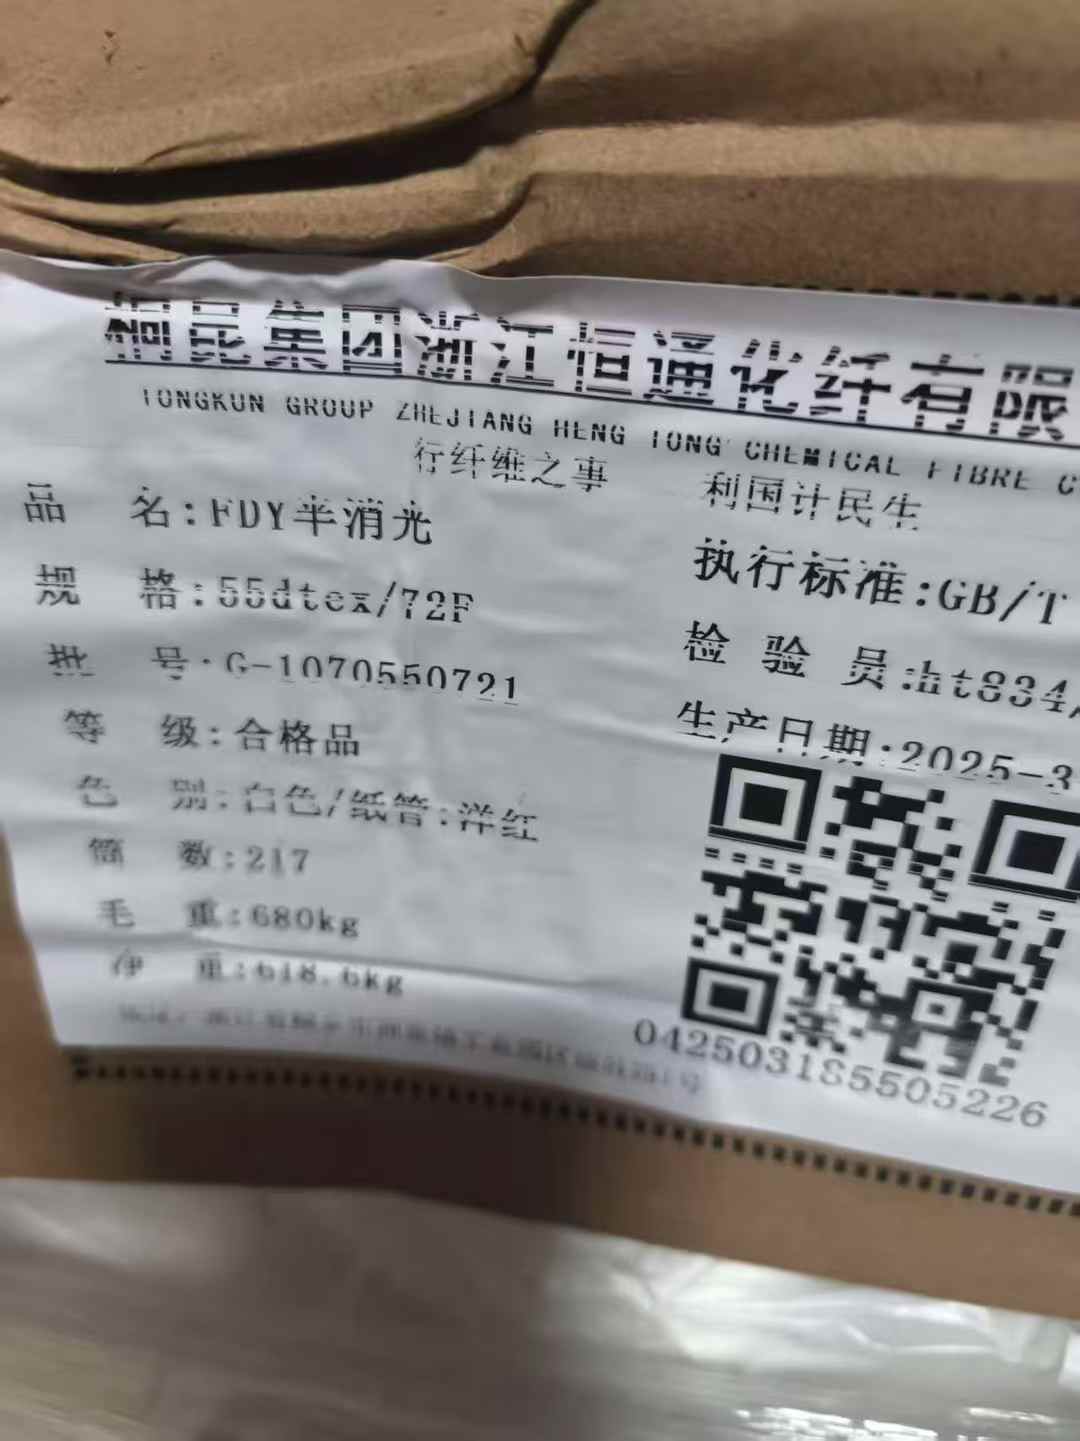 桐昆集团浙江恒通化纤有限
TONGKUN GROUP ZHEJIANG HENG TONG CHEMICAL FIBRE C
行纤维之事 利国计民生
品 名:FDY半消光
执行标准:GB/T
规 格:55dtex/72F
检 验 员:ht834
批 号:G-1070550721
生产日期:2025-3
等 级:合格品
色 别:白色/纸管:洋红
筒 数:217
毛 重:680kg
净 重:618.6kg
042503185505226